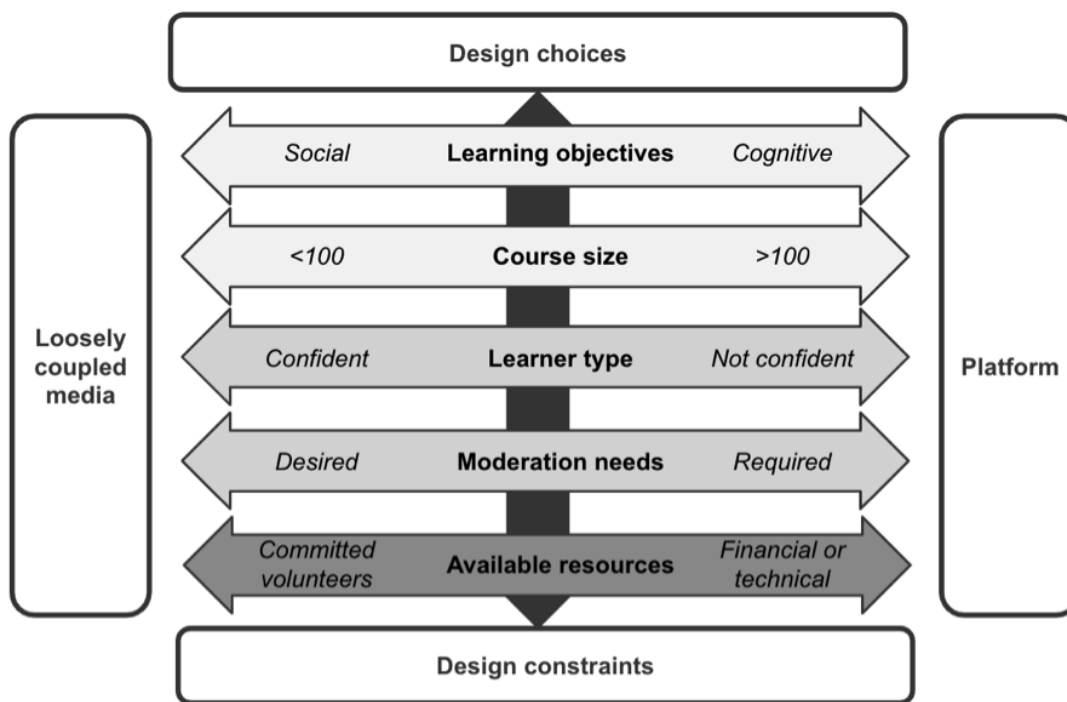 Design choices
Social Learning objectives Cognitive
<100 Course size >100
Loosely
coupled
media
Confident Learner type Not confident
Platform
Desired Moderation needs Required
Committed
volunteers
Available resources
Financial or
technical
Design constraints